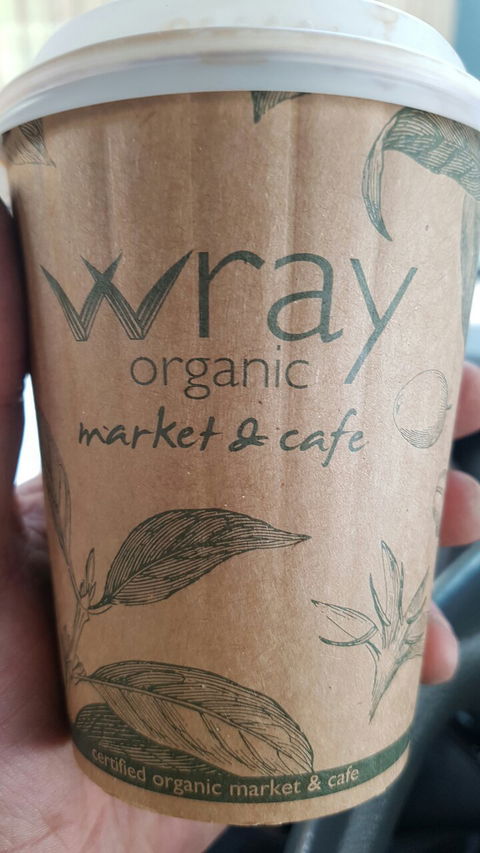 wray
organic
market & cafe
certified organic market & cafe